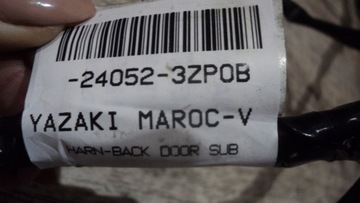 -24052-3ZP0B
YAZAKI MAROC-V
HARN-BACK DOOR SUB